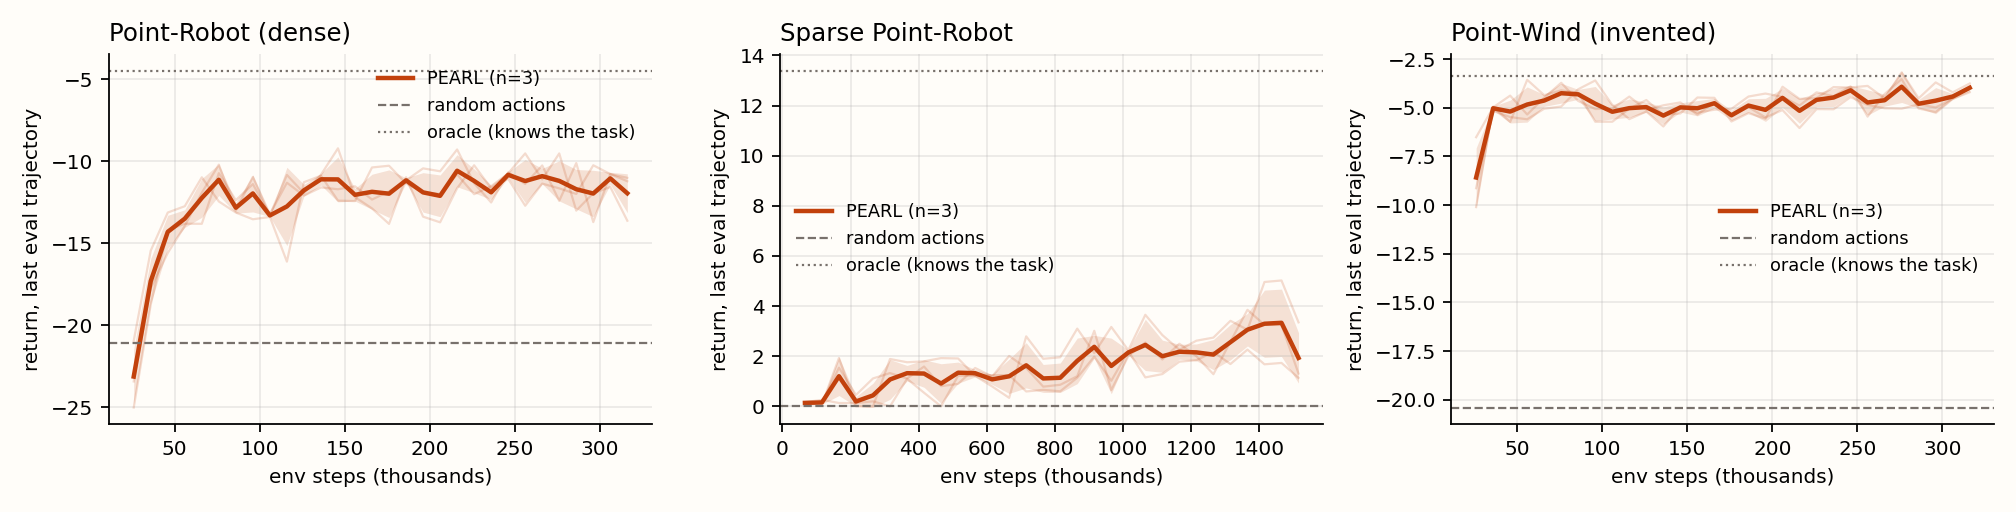 Point-Robot (dense)
return, last eval trajectory
−5
−10
−15
−20
−25
PEARL (n=3)
random actions
oracle (knows the task)
50
100
150
200
250
300
env steps (thousands)
Sparse Point-Robot
return, last eval trajectory
14
12
10
8
6
4
2
0
PEARL (n=3)
random actions
oracle (knows the task)
0
200
400
600
800
1000
1200
1400
env steps (thousands)
Point-Wind (invented)
return, last eval trajectory
−2.5
−5.0
−7.5
−10.0
−12.5
−15.0
−17.5
−20.0
PEARL (n=3)
random actions
oracle (knows the task)
50
100
150
200
250
300
env steps (thousands)